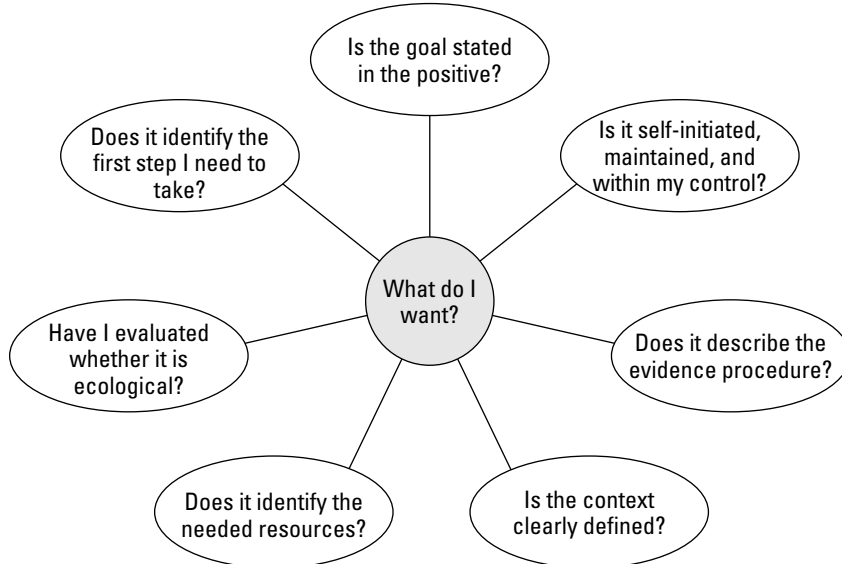 Is the goal stated
in the positive?
Is it self-initiated,
maintained, and
within my control?
Does it describe the
evidence procedure?
Is the context
clearly defined?
Does it identify the
needed resources?
Have I evaluated
whether it is
ecological?
Does it identify the
first step I need to
take?
What do I
want?